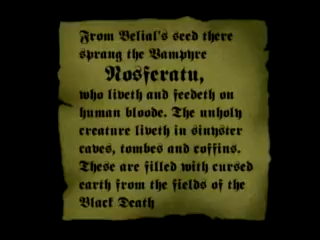 From Belial's seed there
sprang the Vampyre
Nosferatu,
who liveth and feedeth on
human bloode. The unholy
creature liveth in sinyster
caves, tombes and coffins.
These are filled with cursed
earth from the fields of the
Black Death